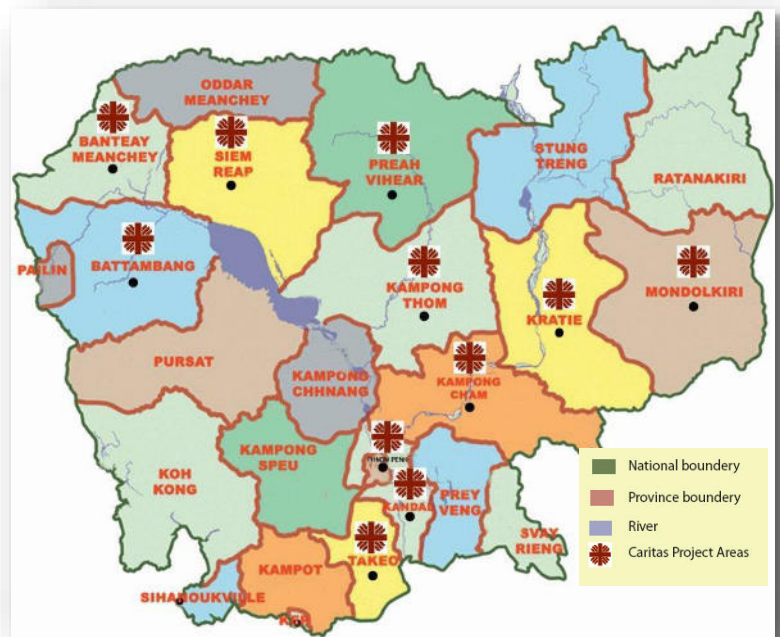 ODDAR
MEANCHEY
BANTEAY
MEANCHEY
SIEM
REAP
PREAH
VIHEAR
STUNG
TRENG
RATANAKIRI
PAILIN
BATTAMBANG
KAMPONG
THOM
KRATIE
MONDOLKIRI
PURSAT
KAMPONG
CHHNANG
KAMPONG
CHAM
KOH
KONG
KAMPONG
SPEU
KANDAL
PREY
VENG
SVAY
RIENG
TAKEO
KAMPOT
SIHANOUKVILLE
KEP
National boundery
Province boundery
River
Caritas Project Areas